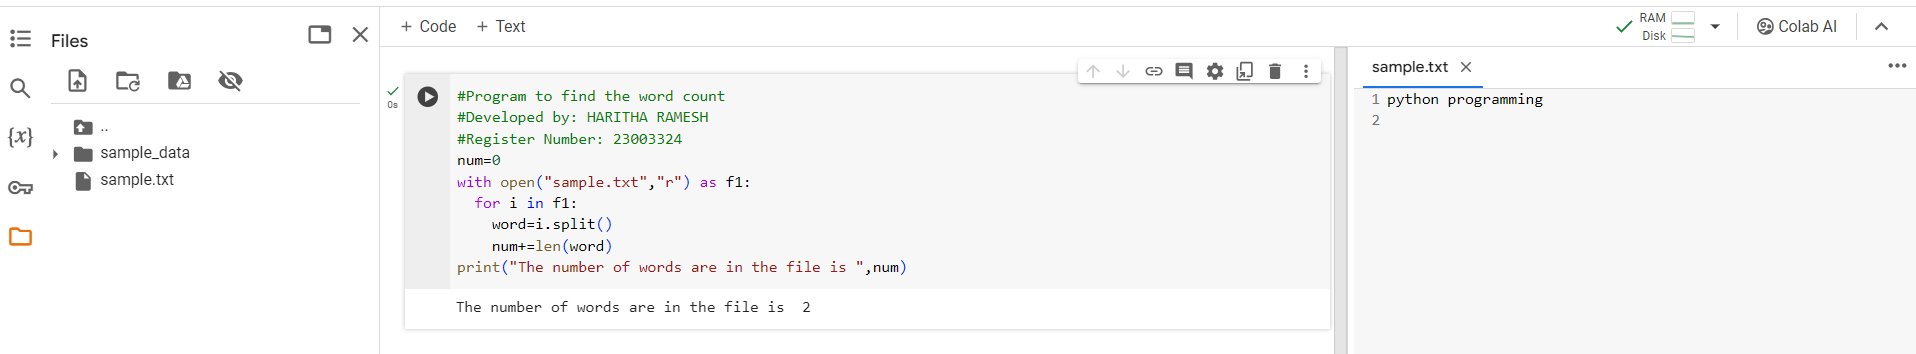 + Code + Text
RAM
Disk
Colab AI
Files
{x}
..
sample_data
sample.txt
0s
#Program to find the word count
#Developed by: HARITHA RAMESH
#Register Number: 23003324
num=0
with open("sample.txt","r") as f1:
  for i in f1:
    word=i.split()
    num+=len(word)
print("The number of words are in the file is ",num)
The number of words are in the file is  2
sample.txt
1 python programming
2